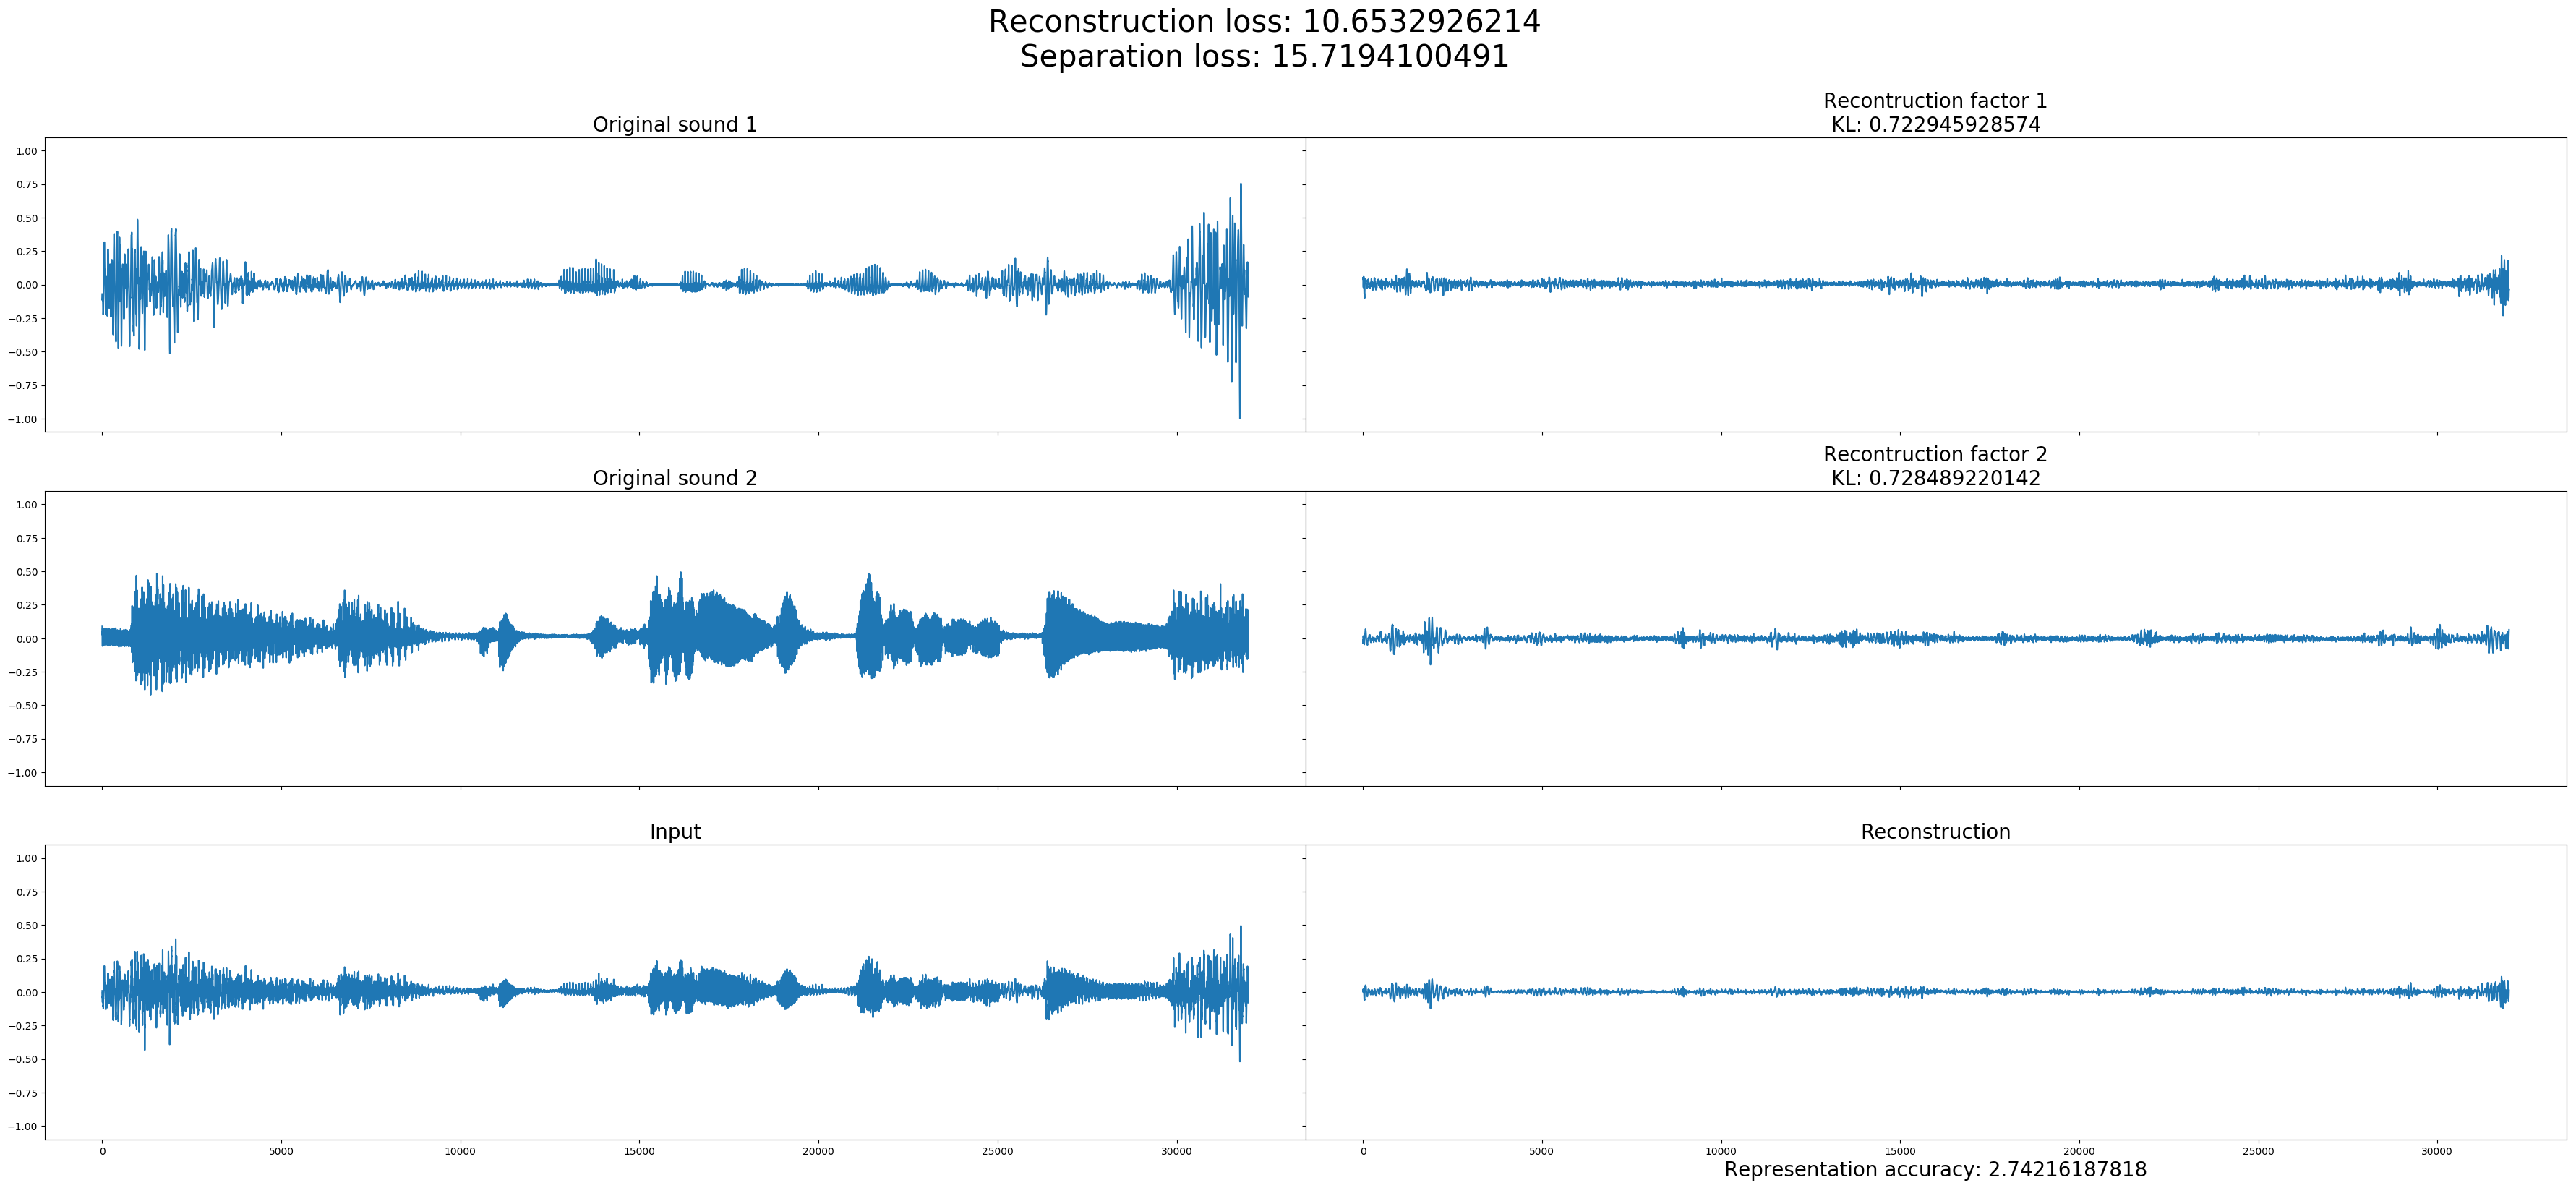 Reconstruction loss: 10.6532926214
Separation loss: 15.7194100491
Original sound 1
Recontruction factor 1
KL: 0.722945928574
1.00
0.75
0.50
0.25
0.00
−0.25
−0.50
−0.75
−1.00
Original sound 2
Recontruction factor 2
KL: 0.728489220142
1.00
0.75
0.50
0.25
0.00
−0.25
−0.50
−0.75
−1.00
Input
Reconstruction
1.00
0.75
0.50
0.25
0.00
−0.25
−0.50
−0.75
−1.00
0 5000 10000 15000 20000 25000 30000
0 5000 10000 15000 20000 25000 30000
Representation accuracy: 2.74216187818